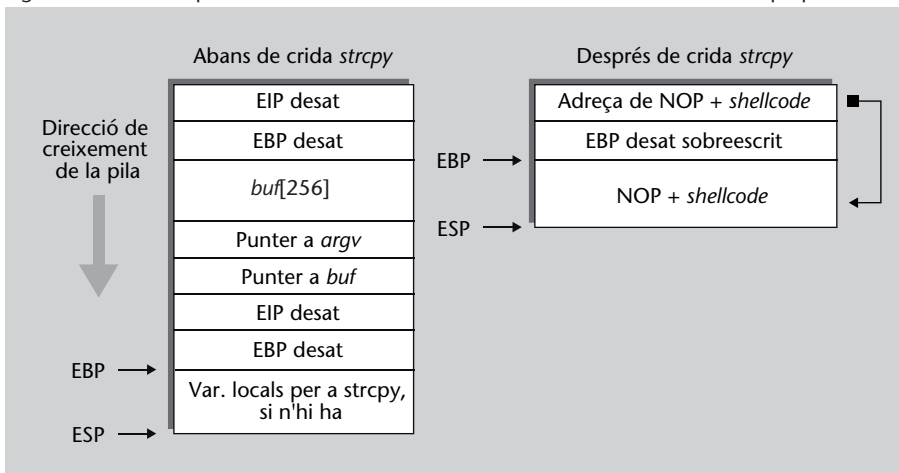 Abans de crida strcpy
EIP desat
EBP desat
buf[256]
Punter a argv
Punter a buf
EIP desat
EBP desat
Var. locals per a strcpy,
si n'hi ha
Direcció de
creixement
de la pila
EBP
ESP
Després de crida strcpy
Adreça de NOP + shellcode
EBP desat sobreescrit
NOP + shellcode
EBP
ESP